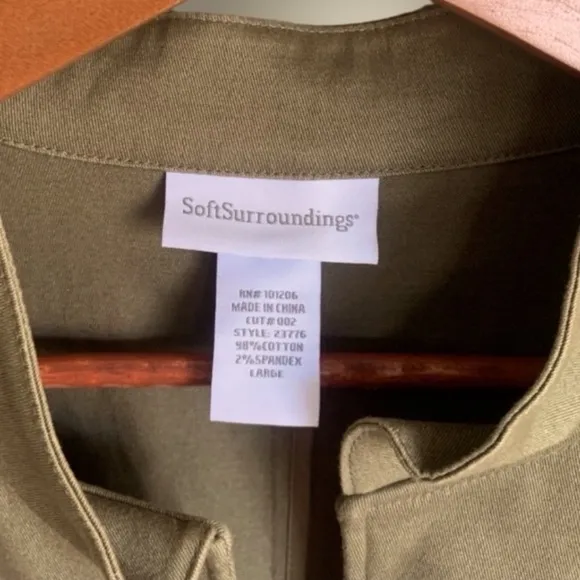 SoftSurroundings®
RN# 101206
MADE IN CHINA
CUT# 002
STYLE: 23776
98%COTTON
2%SPANDEX
LARGE